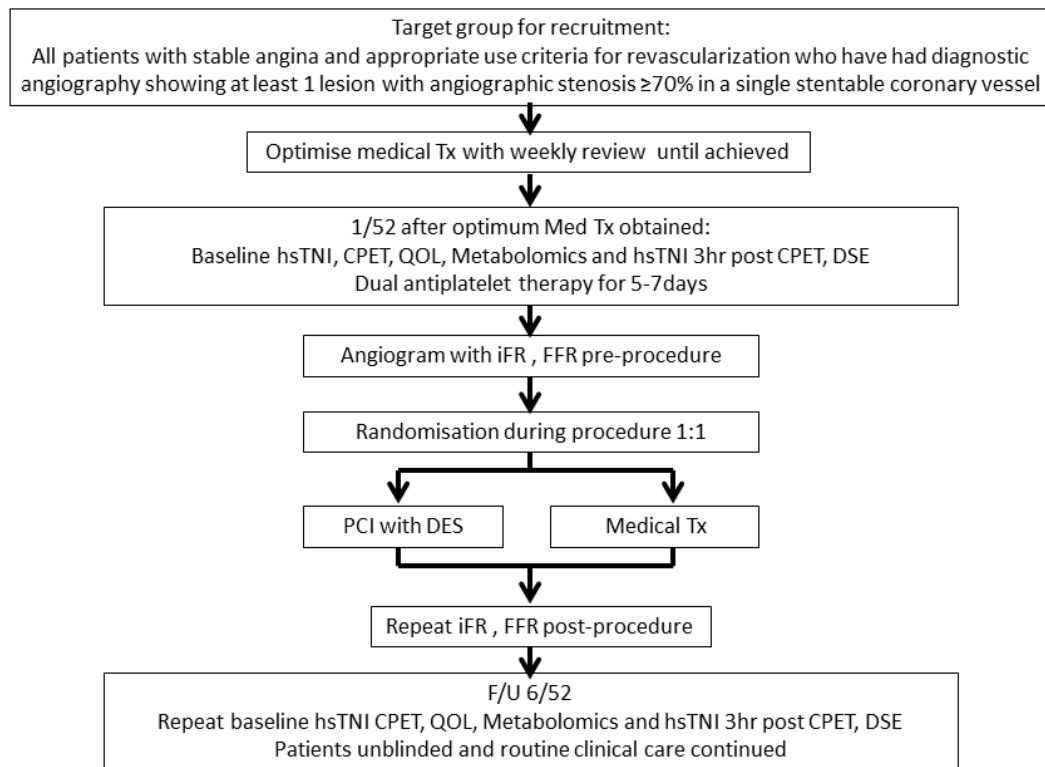 Target group for recruitment:
All patients with stable angina and appropriate use criteria for revascularization who have had diagnostic
angiography showing at least 1 lesion with angiographic stenosis ≥70% in a single stentable coronary vessel
Optimise medical Tx with weekly review until achieved
1/52 after optimum Med Tx obtained:
Baseline hsTNI, CPET, QOL, Metabolomics and hsTNI 3hr post CPET, DSE
Dual antiplatelet therapy for 5-7days
Angiogram with iFR , FFR pre-procedure
Randomisation during procedure 1:1
PCI with DES
Medical Tx
Repeat iFR , FFR post-procedure
F/U 6/52
Repeat baseline hsTNI CPET, QOL, Metabolomics and hsTNI 3hr post CPET, DSE
Patients unblinded and routine clinical care continued